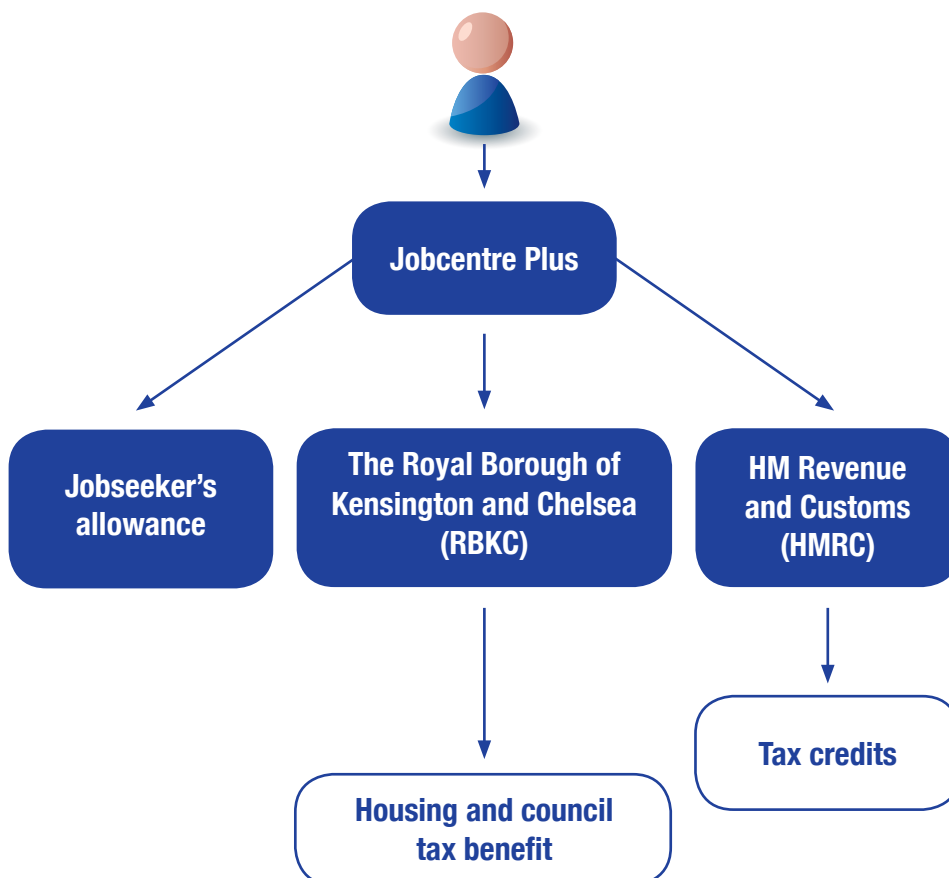 Jobcentre Plus
Jobseeker's
allowance
The Royal Borough of
Kensington and Chelsea
(RBKC)
HM Revenue
and Customs
(HMRC)
Tax credits
Housing and council
tax benefit